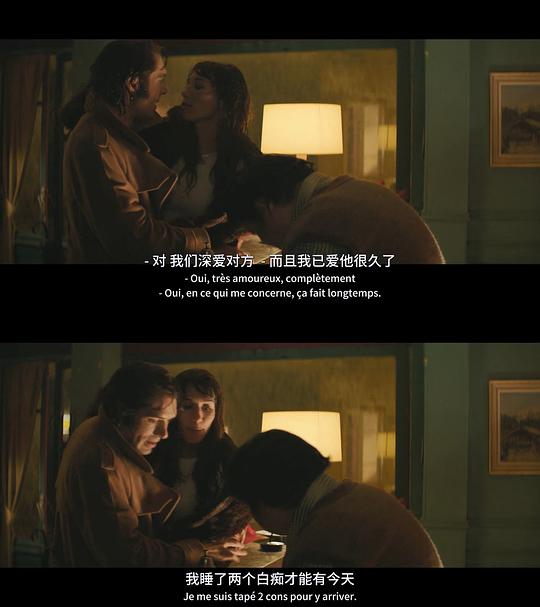 - 对 我们深爱对方 - 而且我已爱他很久了
- Oui, très amoureux, complètement
- Oui, en ce qui me concerne, ça fait longtemps.
我睡了两个白痴才能有今天
Je me suis tapé 2 cons pour y arriver.